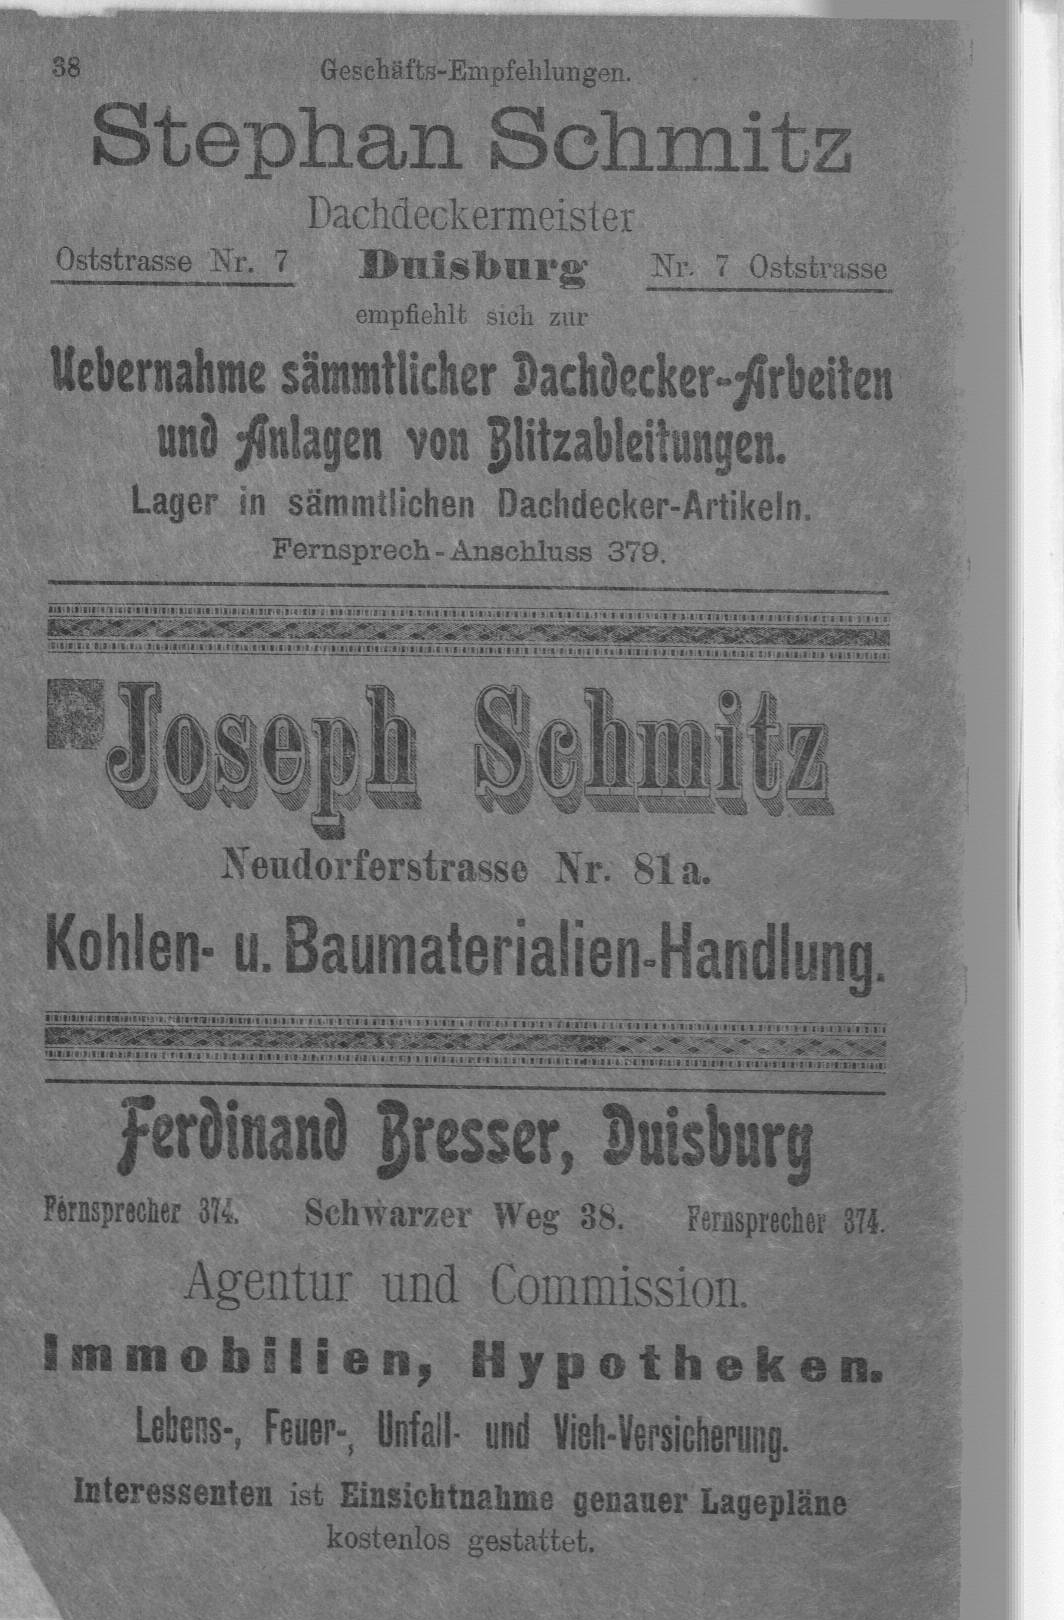 38
Geschäfts-Empfehlungen.
Stephan Schmitz
Dachdeckermeister
Oststrasse Nr. 7 Duisburg Nr. 7 Oststrasse
empfiehlt sich zur
Uebernahme sämmtlicher Dachdecker-Arbeiten
und Anlagen von Blitzableitungen.
Lager in sämmtlichen Dachdecker-Artikeln.
Fernsprech-Anschluss 379.
Joseph Schmitz
Neudorferstrasse Nr. 81a.
Kohlen- u. Baumaterialien-Handlung.
Ferdinand Bresser, Duisburg
Fernsprecher 374. Schwarzer Weg 38. Fernsprecher 374.
Agentur und Commission.
Immobilien, Hypotheken.
Lebens-, Feuer-, Unfall- und Vieh-Versicherung.
Interessenten ist Einsichtnahme genauer Lagepläne
kostenlos gestattet.